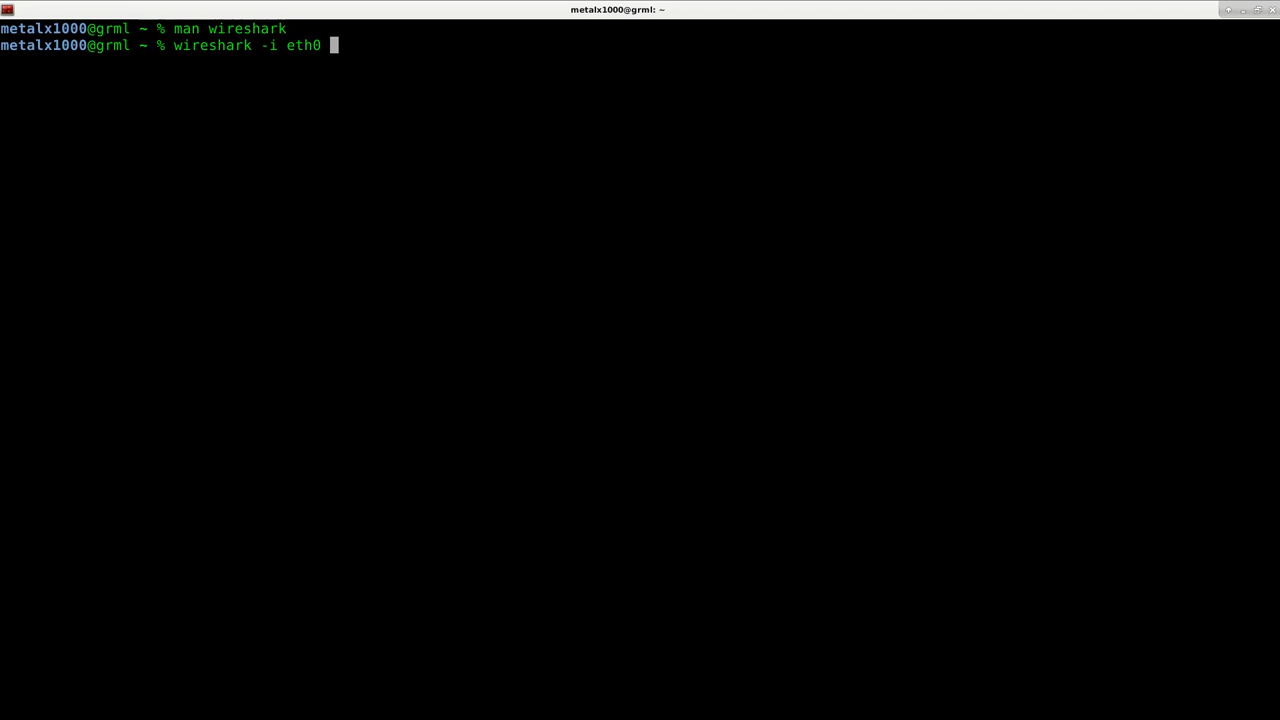 metalx1000@grml: ~
metalx1000@grml ~ % man wireshark
metalx1000@grml ~ % wireshark -i eth0